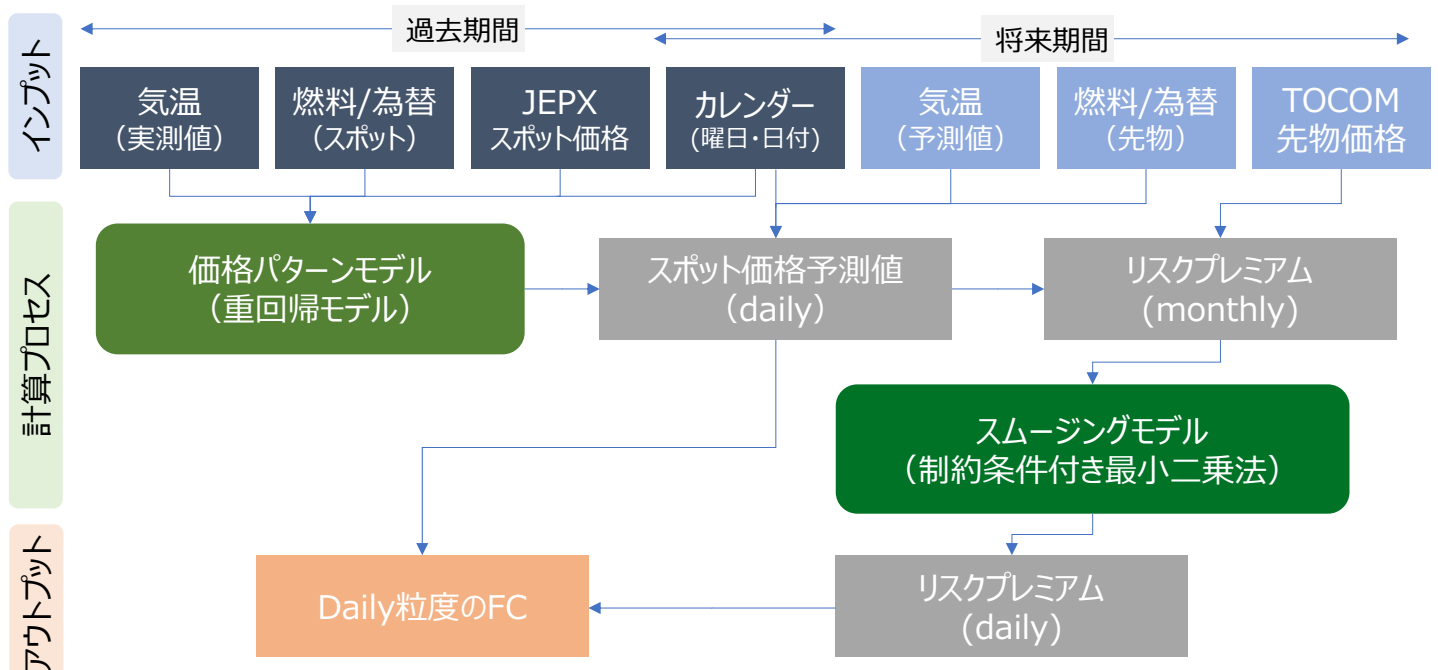 過去期間
将来期間
インプット
気温
（実測値）
燃料/為替
（スポット）
JEPX
スポット価格
カレンダー
(曜日・日付)
気温
（予測値）
燃料/為替
（先物）
TOCOM
先物価格
計算プロセス
価格パターンモデル
（重回帰モデル）
スポット価格予測値
（daily）
リスクプレミアム
(monthly)
スムージングモデル
（制約条件付き最小二乗法）
アウトプット
Daily粒度のFC
リスクプレミアム
(daily)